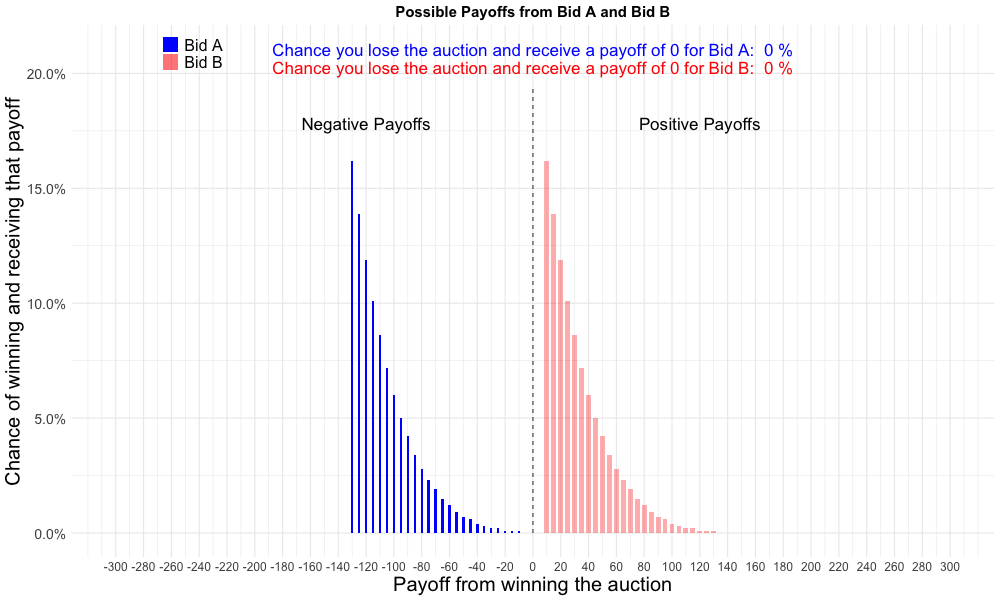 Possible Payoffs from Bid A and Bid B
Bid A
Bid B
Chance you lose the auction and receive a payoff of 0 for Bid A:  0 %
Chance you lose the auction and receive a payoff of 0 for Bid B:  0 %
Negative Payoffs
Positive Payoffs
Chance of winning and receiving that payoff
20.0%
15.0%
10.0%
5.0%
0.0%
-300 -280 -260 -240 -220 -200 -180 -160 -140 -120 -100 -80 -60 -40 -20 0 20 40 60 80 100 120 140 160 180 200 220 240 260 280 300
Payoff from winning the auction